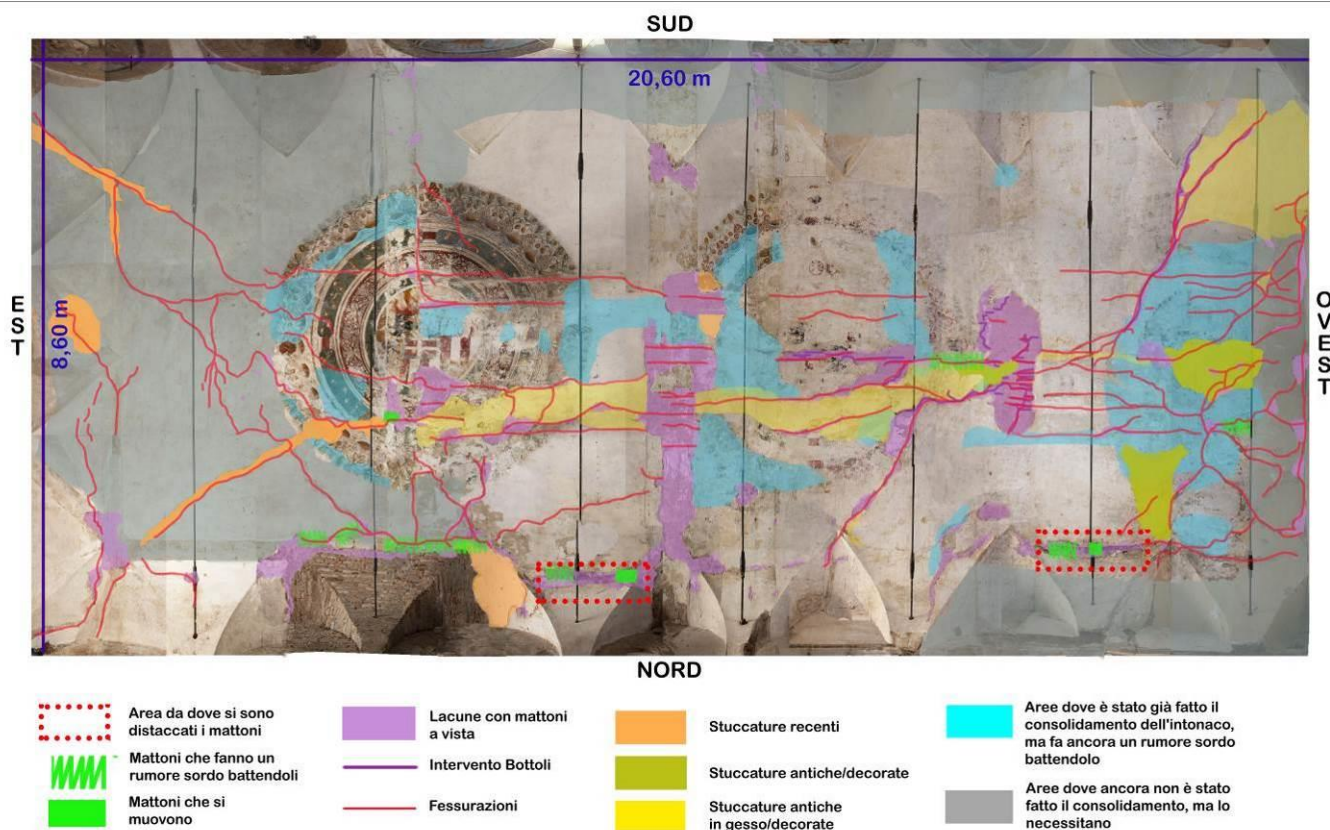 SUD
20,60 m
EST
8,60 m
OVEST
NORD
Area da dove si sono
distaccati i mattoni
Mattoni che fanno un
rumore sordo battendoli
Mattoni che si
muovono
Lacune con mattoni
a vista
Intervento Bottoli
Fessurazioni
Stuccature recenti
Stuccature antiche/decorate
Stuccature antiche
in gesso/decorate
Aree dove è stato già fatto il
consolidamento dell'intonaco,
ma fa ancora un rumore sordo
battendolo
Aree dove ancora non è stato
fatto il consolidamento, ma lo
necessitano